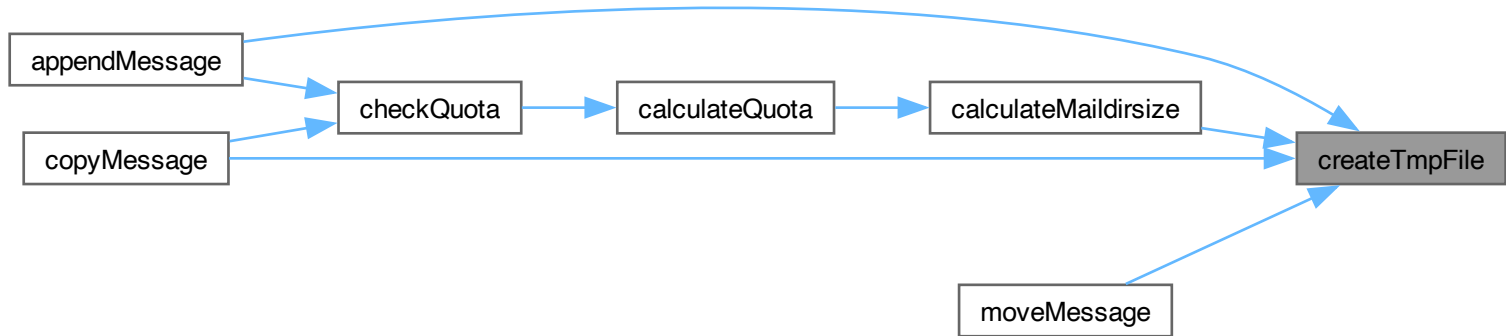 appendMessage
checkQuota
calculateQuota
calculateMaildirsize
copyMessage
createTmpFile
moveMessage